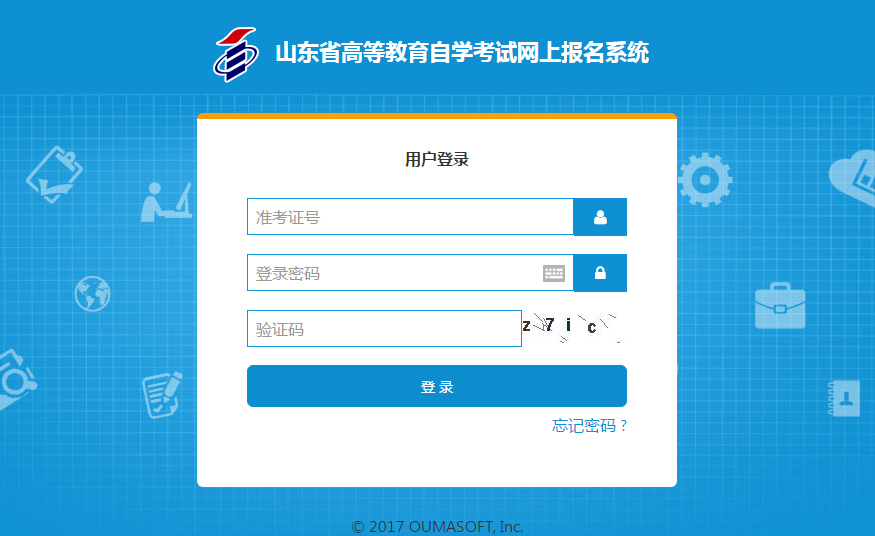 山东省高等教育自学考试网上报名系统
用户登录
准考证号
登录密码
验证码
z7ic
登 录
忘记密码？
© 2017 OUMASOFT, Inc.